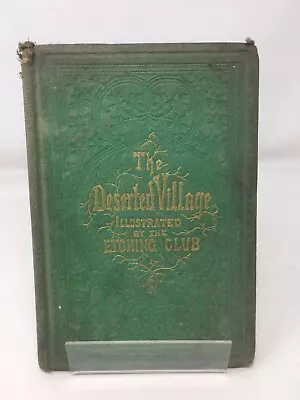 The
Deserted Village
ILLUSTRATED
BY THE
ETCHING CLUB